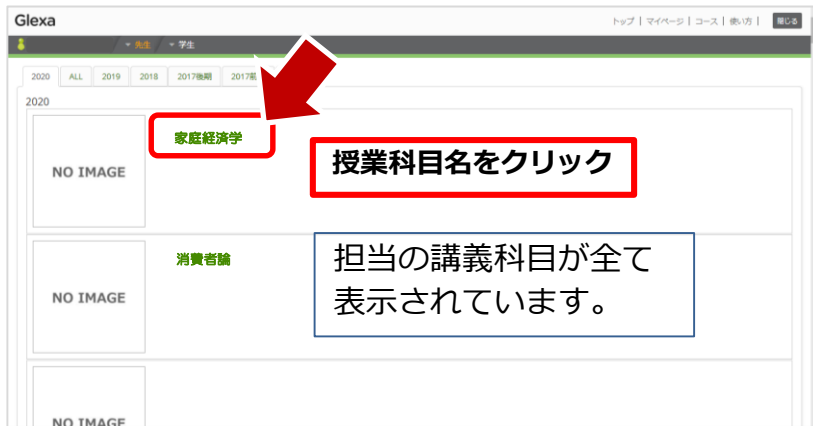 Glexa
トップ | マイページ | コース | 使い方 | 閉じる
先生 学生
2020 ALL 2019 2018 2017後期
2020
家庭経済学
NO IMAGE
授業科目名をクリック
消費者論
NO IMAGE
担当の講義科目が全て
表示されています。
NO IMAGE